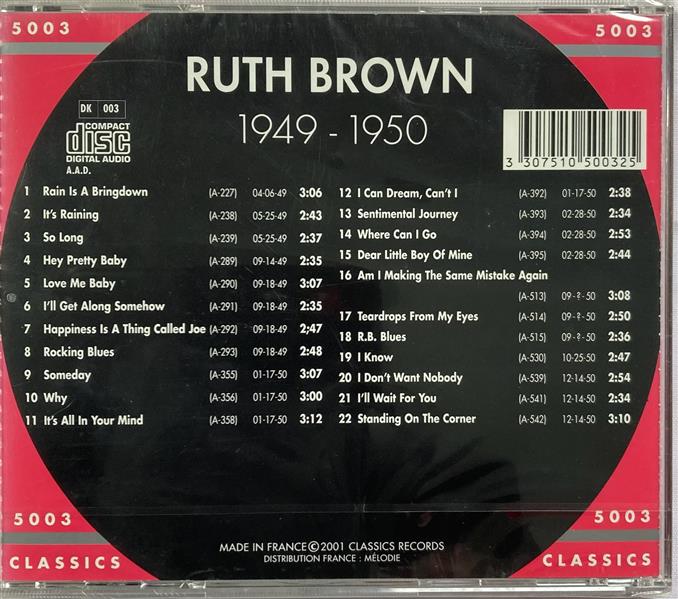 5003 5003
RUTH BROWN
1949 - 1950
DK 003
COMPACT
disc
DIGITAL AUDIO
A.A.D.
3 307510 500325
1 Rain Is A Bringdown (A-227) 04-06-49 3:06
2 It's Raining (A-238) 05-25-49 2:43
3 So Long (A-239) 05-25-49 2:37
4 Hey Pretty Baby (A-289) 09-14-49 2:35
5 Love Me Baby (A-290) 09-18-49 3:07
6 I'll Get Along Somehow (A-291) 09-18-49 2:35
7 Happiness Is A Thing Called Joe (A-292) 09-18-49 2;47
8 Rocking Blues (A-293) 09-18-49 2:48
9 Someday (A-355) 01-17-50 3:07
10 Why (A-356) 01-17-50 3:00
11 It's All In Your Mind (A-358) 01-17-50 3:12
12 I Can Dream, Can't I (A-392) 01-17-50 2:38
13 Sentimental Journey (A-393) 02-28-50 2:34
14 Where Can I Go (A-394) 02-28-50 2:53
15 Dear Little Boy Of Mine (A-395) 02-28-50 2:44
16 Am I Making The Same Mistake Again
(A-513) 09-?-50 3:08
17 Teardrops From My Eyes (A-514) 09-?-50 2:50
18 R.B. Blues (A-515) 09-?-50 2:36
19 I Know (A-530) 10-25-50 2:47
20 I Don't Want Nobody (A-539) 12-14-50 2:54
21 I'll Wait For You (A-541) 12-14-50 2:34
22 Standing On The Corner (A-542) 12-14-50 3:10
5003 5003
MADE IN FRANCE©2001 CLASSICS RECORDS
DISTRIBUTION FRANCE : MÉLODIE
CLASSICS CLASSICS